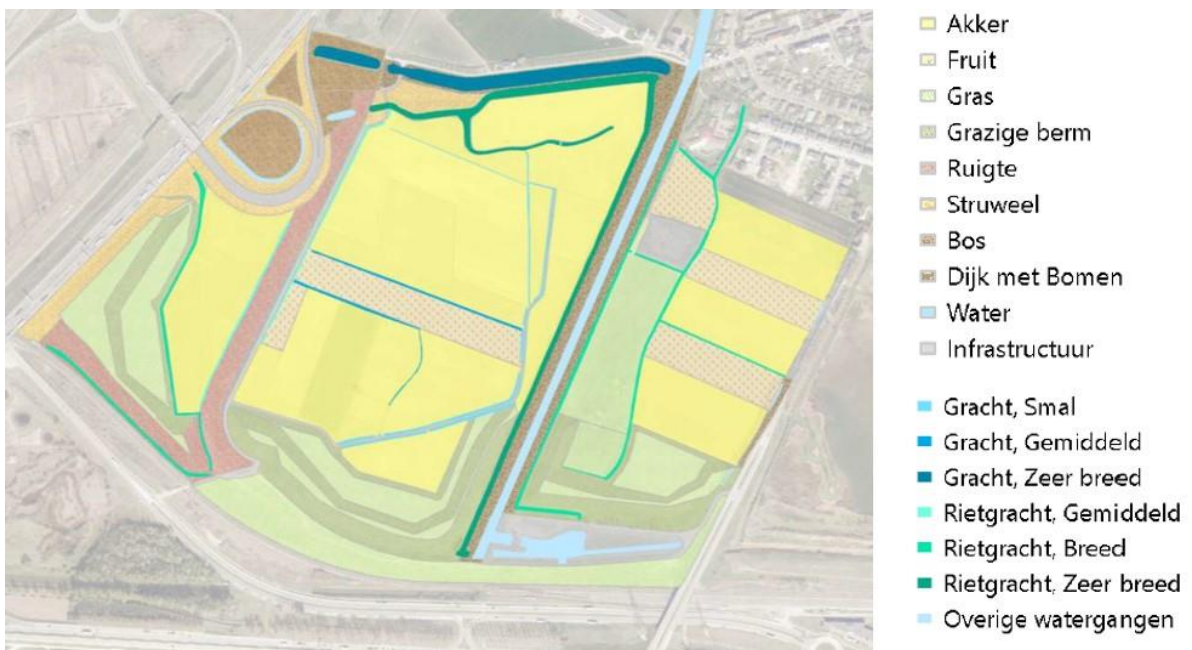 Akker
Fruit
Gras
Grazige berm
Ruigte
Struweel
Bos
Dijk met Bomen
Water
Infrastructuur
Gracht, Smal
Gracht, Gemiddeld
Gracht, Zeer breed
Rietgracht, Gemiddeld
Rietgracht, Breed
Rietgracht, Zeer breed
Overige watergangen